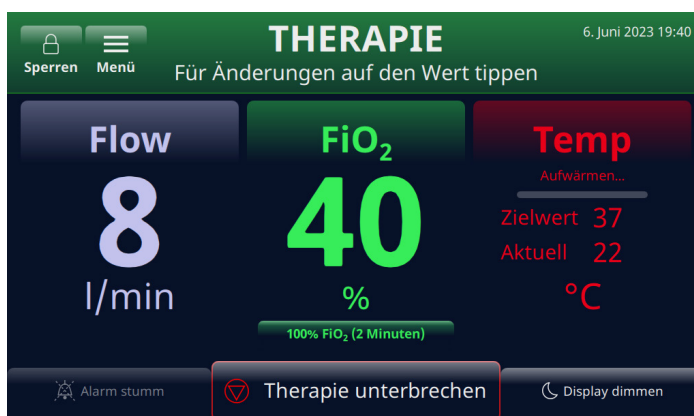 THERAPIE
6. Juni 2023 19:40
Sperren Menü
Für Änderungen auf den Wert tippen
Flow
8
l/min
FiO₂
40
%
100% FiO₂ (2 Minuten)
Temp
Aufwärmen...
Zielwert 37
Aktuell 22
°C
Alarm stumm
Therapie unterbrechen
Display dimmen